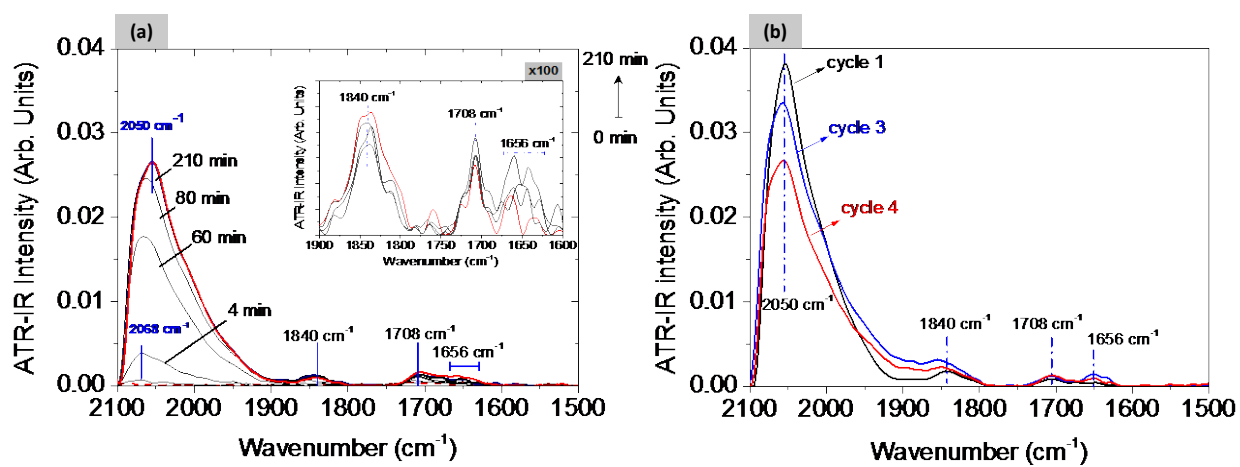 (a)
0.04
0.03
0.02
0.01
0.00
ATR-IR Intensity (Arb. Units)
2050 cm⁻¹
210 min
80 min
60 min
4 min
2068 cm⁻¹
1840 cm⁻¹
1708 cm⁻¹
1656 cm⁻¹
2100 2000 1900 1800 1700 1600 1500
Wavenumber (cm⁻¹)
x100
1840 cm⁻¹
1708 cm⁻¹
1656 cm⁻¹
ATR-IR Intensity (Arb. Units)
1900 1850 1800 1750 1700 1650 1600
Wavenumber (cm⁻¹)
210 min
0 min
(b)
0.04
0.03
0.02
0.01
0.00
ATR-IR intensity (Arb. Units)
cycle 1
cycle 3
cycle 4
2050 cm⁻¹
1840 cm⁻¹
1708 cm⁻¹
1656 cm⁻¹
2100 2000 1900 1800 1700 1600 1500
Wavenumber (cm⁻¹)